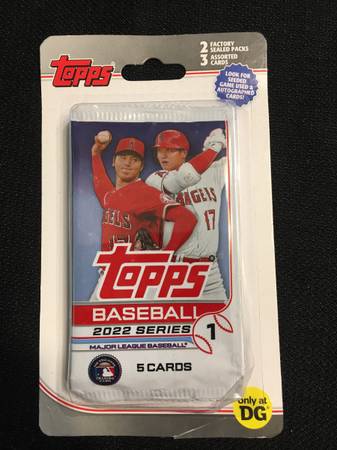 Topps
2 FACTORY
SEALED PACKS
3 ASSORTED
CARDS
LOOK FOR
SEEDED
GAME USED &
AUTOGRAPHED
CARDS!
ANGELS
17
Topps
BASEBALL
2022 SERIES 1
MAJOR LEAGUE BASEBALL
5 CARDS
only at
DG